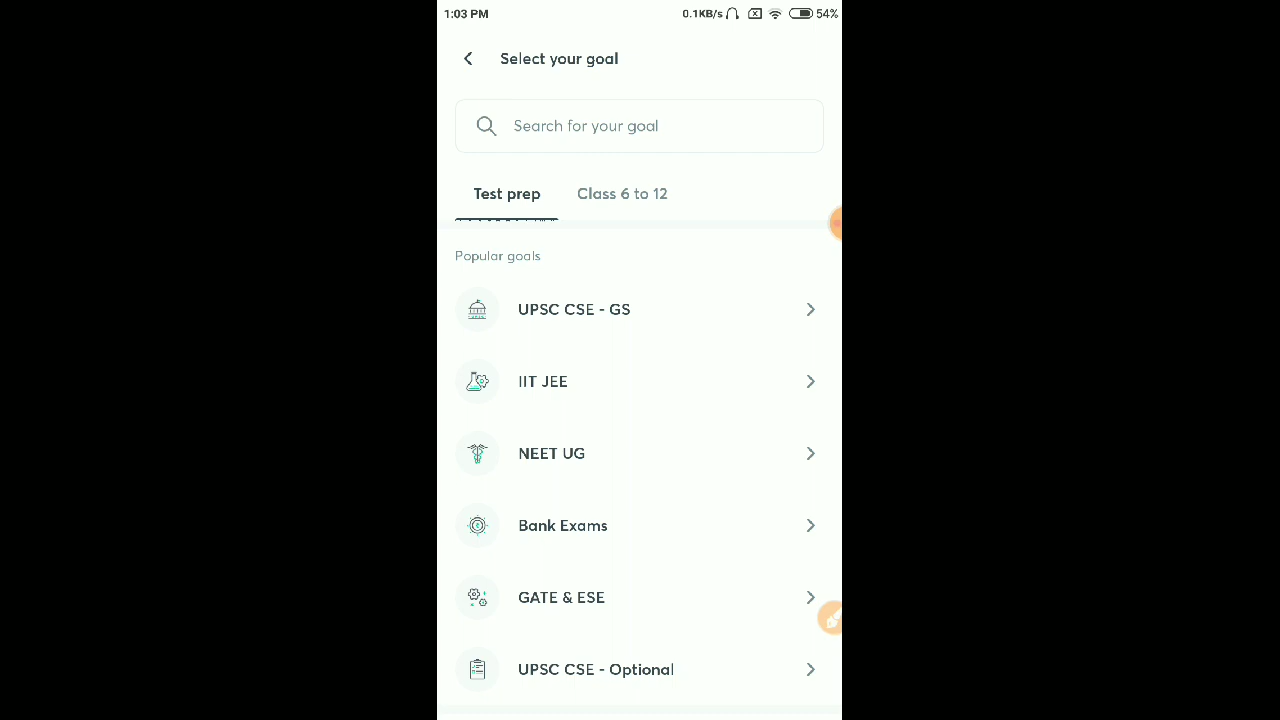 1:03 PM 0.1KB/s 54%
Select your goal
Search for your goal
Test prep Class 6 to 12
Popular goals
UPSC CSE - GS
IIT JEE
NEET UG
Bank Exams
GATE & ESE
UPSC CSE - Optional